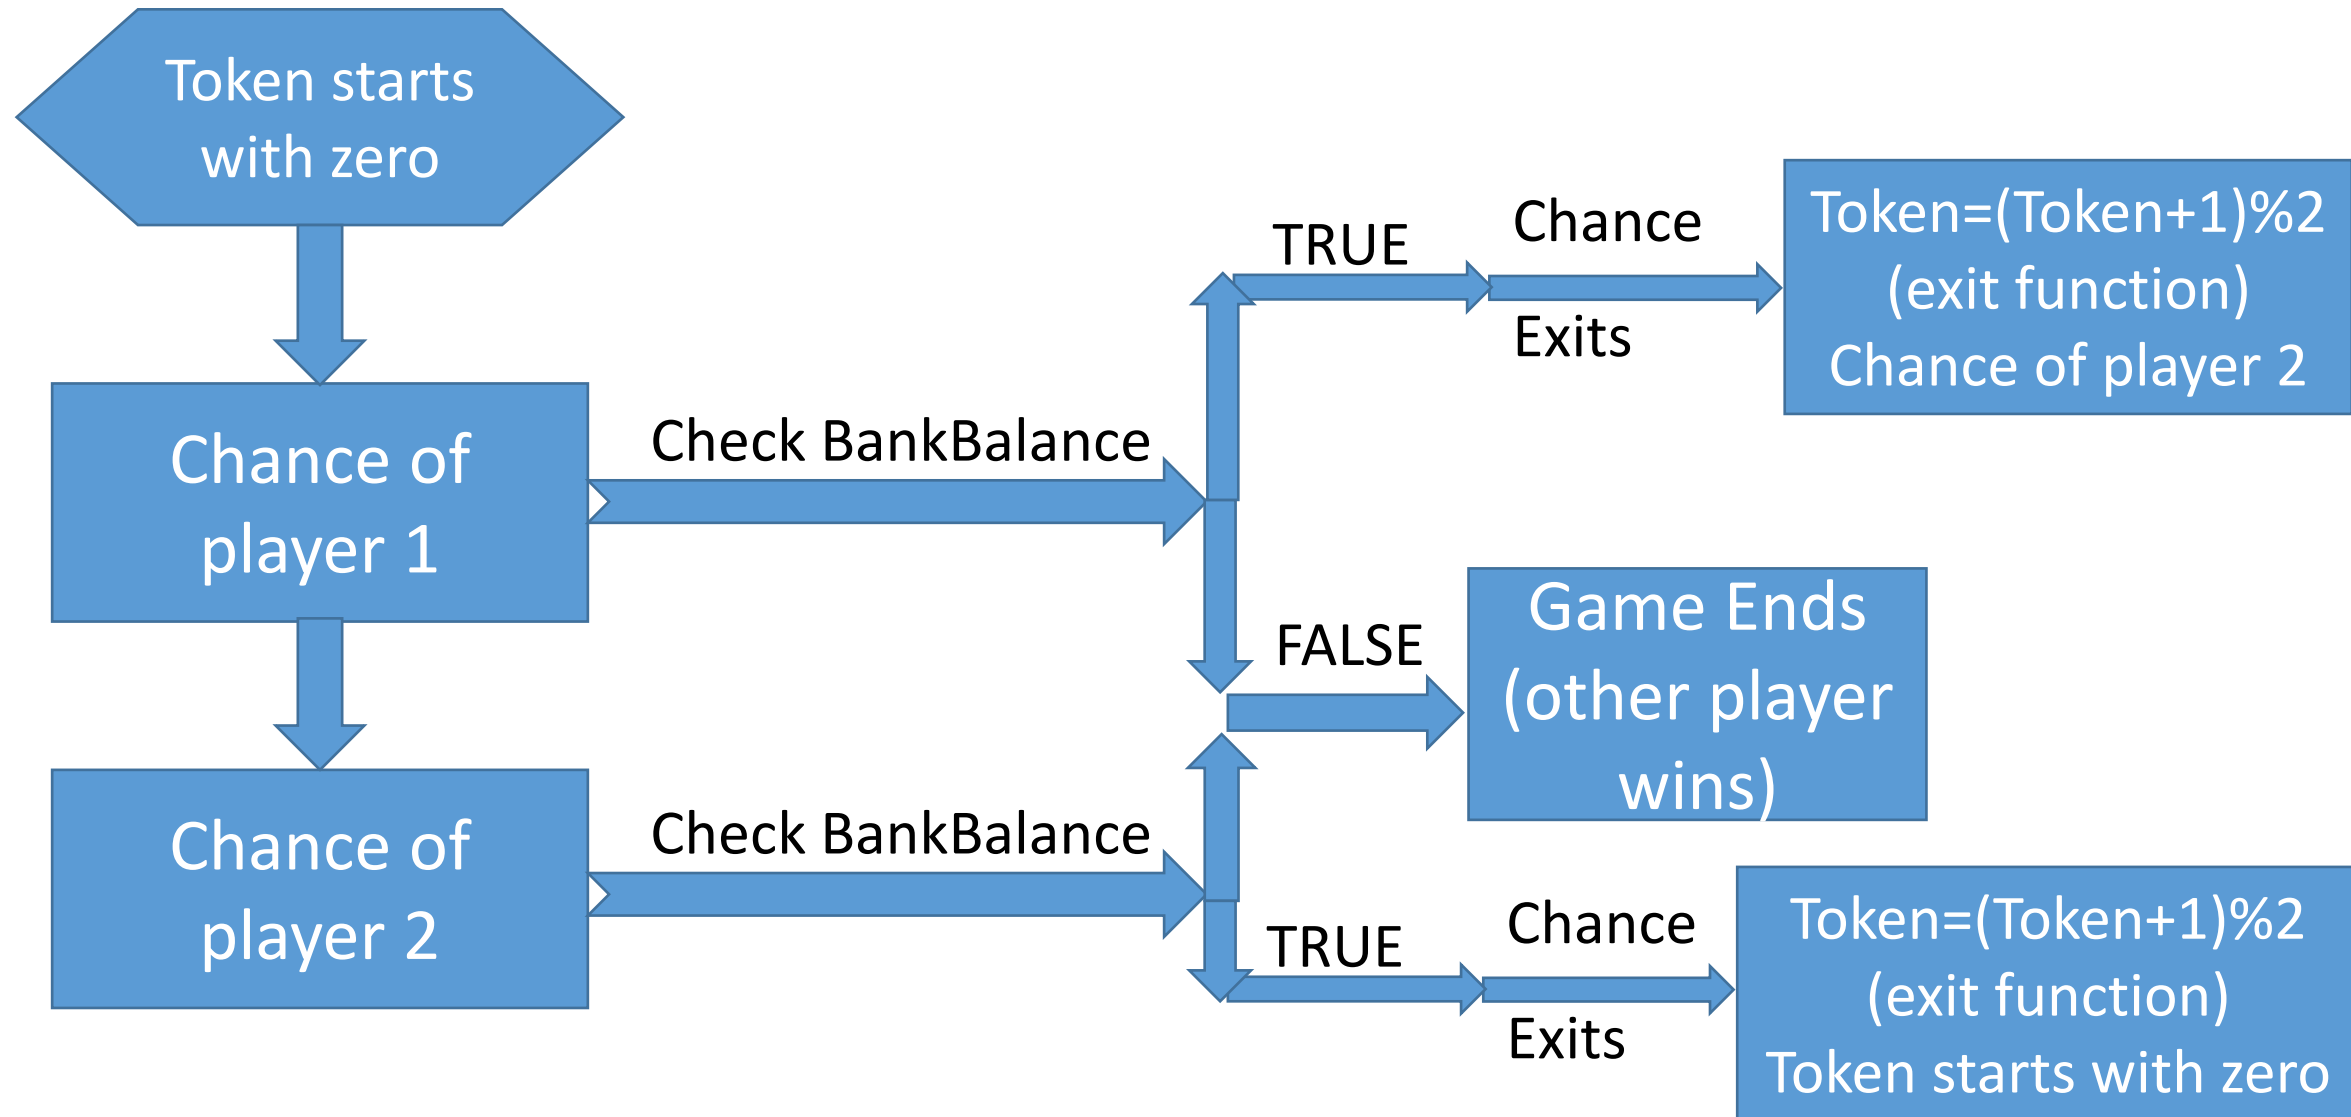 Token starts
with zero
Chance of
player 1
Check BankBalance
TRUE
Chance
Exits
Token=(Token+1)%2
(exit function)
Chance of player 2
FALSE
Game Ends
(other player
wins)
Chance of
player 2
Check BankBalance
TRUE
Chance
Exits
Token=(Token+1)%2
(exit function)
Token starts with zero